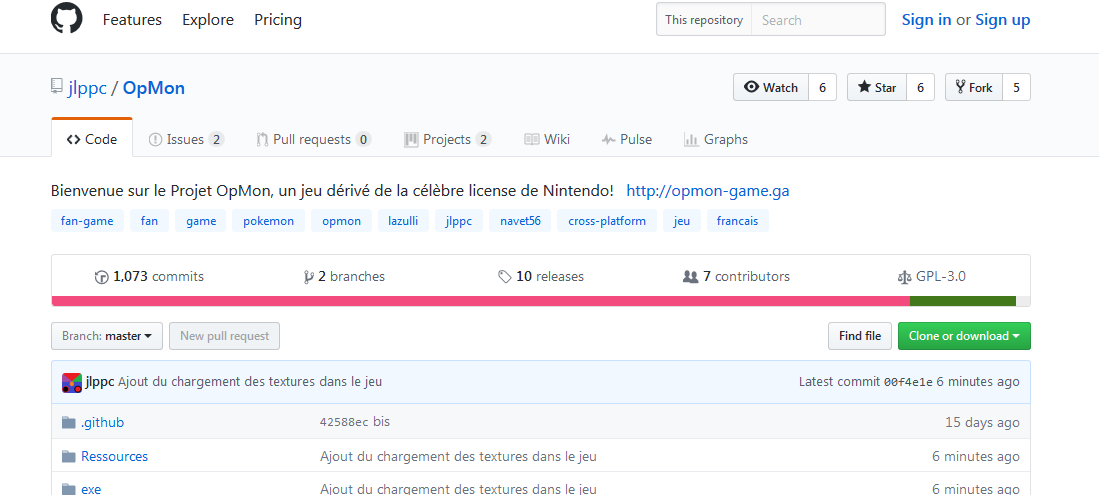 Features Explore Pricing This repository Search Sign in or Sign up
jlppc / OpMon Watch 6 Star 6 Fork 5
Code Issues 2 Pull requests 0 Projects 2 Wiki Pulse Graphs
Bienvenue sur le Projet OpMon, un jeu dérivé de la célèbre license de Nintendo! http://opmon-game.ga
fan-game fan game pokemon opmon lazulli jlppc navet56 cross-platform jeu francais
1,073 commits 2 branches 10 releases 7 contributors GPL-3.0
Branch: master New pull request Find file Clone or download
jlppc Ajout du chargement des textures dans le jeu Latest commit 00f4e1e 6 minutes ago
.github 42588ec bis 15 days ago
Ressources Ajout du chargement des textures dans le jeu 6 minutes ago
exe Ajout du chargement des textures dans le jeu 6 minutes ago